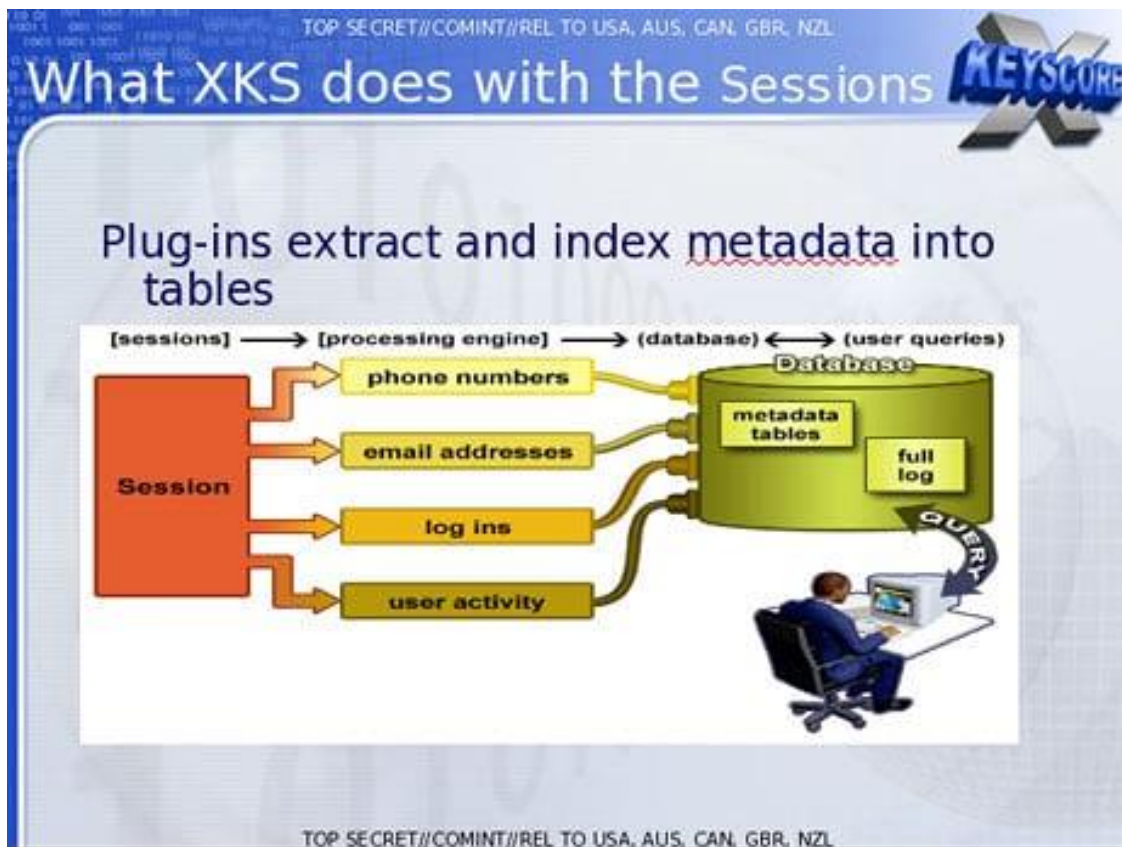 TOP SECRET//COMINT//REL TO USA, AUS, CAN, GBR, NZL
What XKS does with the Sessions
X KEYSCORE
Plug-ins extract and index metadata into
tables
[sessions] → [processing engine] → (database) ↔ (user queries)
Database
phone numbers
metadata
tables
email addresses
full
log
Session
log ins
QUERY
user activity
TOP SECRET//COMINT//REL TO USA, AUS, CAN, GBR, NZL